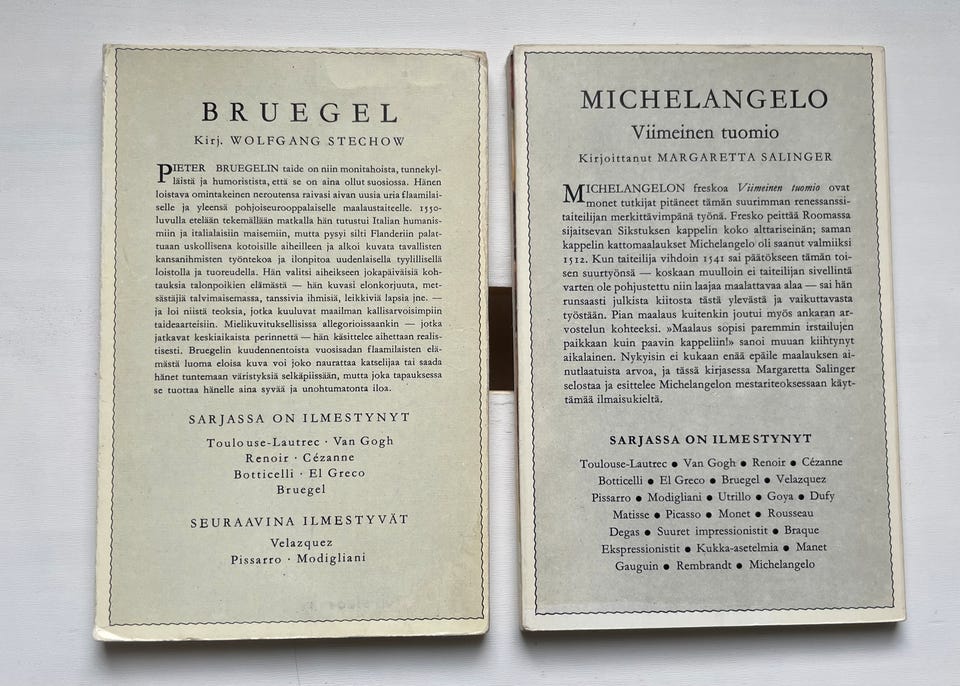 BRUEGEL
Kirj. WOLFGANG STECHOW
PIETER BRUEGELIN taide on niin monitahoista, tunnekyl-
läistä ja humoristista, että se on aina ollut suosiossa. Hänen
loistava omintakeinen neroutensa raivasi aivan uusia uria flaamilai-
selle ja yleensä pohjoiseurooppalaiselle maalaustaiteelle. 1550-
luvulla etelään tekemällään matkalla hän tutustui Italian humanis-
miin ja italialaisiin maisemiin, mutta pysyi silti Flanderiin palat-
tuaan uskollisena kotoisille aiheilleen ja alkoi kuvata tavallisten
kansanihmisten työntekoa ja ilonpitoa uudenlaisella tyylillisellä
loistolla ja tuoreudella. Hän valitsi aiheikseen jokapäiväisiä koh-
tauksia talonpoikien elämästä — hän kuvasi elonkorjuuta, met-
sästäjiä talvimaisemassa, tanssivia ihmisiä, leikkiviä lapsia jne. —
ja loi niistä teoksia, jotka kuuluvat maailman kallisarvoisimpiin
taideaarteisiin. Mielikuvituksellisissa allegorioissaankin — jotka
jatkavat keskiaikaista perinnettä — hän käsittelee aihettaan realis-
tisesti. Bruegelin kuudennentoista vuosisadan flaamilaisten elä-
mästä luoma eloisa kuva voi joko naurattaa katselijaa tai saada
hänet tuntemaan väristyksiä selkäpiissään, mutta joka tapauksessa
se tuottaa hänelle aina syvää ja unohtumatonta iloa.
SARJASSA ON ILMESTYNYT
Toulouse-Lautrec · Van Gogh
Renoir · Cézanne
Botticelli · El Greco
Bruegel
SEURAAVINA ILMESTYVÄT
Velazquez
Pissarro · Modigliani
MICHELANGELO
Viimeinen tuomio
Kirjoittanut MARGARETTA SALINGER
MICHELANGELON freskoa Viimeinen tuomio ovat
monet tutkijat pitäneet tämän suurimman renessanssi-
taiteilijan merkittävimpänä työnä. Fresko peittää Roomassa
sijaitsevan Sikstuksen kappelin koko alttariseinän; saman
kappelin kattomaalaukset Michelangelo oli saanut valmiiksi
1512. Kun taiteilija vihdoin 1541 sai päätökseen tämän toi-
sen suurtyönsä — koskaan muulloin ei taiteilijan sivellintä
varten ole pohjustettu niin laajaa maalattavaa alaa — sai hän
runsaasti julkista kiitosta tästä ylevästä ja vaikuttavasta
työstään. Pian maalaus kuitenkin joutui myös ankaran ar-
vostelun kohteeksi. »Maalaus sopisi paremmin irstailujen
paikkaan kuin paavin kappeliin!» sanoi muuan kiihtynyt
aikalainen. Nykyisin ei kukaan enää epäile maalauksen ai-
nutlaatuista arvoa, ja tässä kirjasessa Margaretta Salinger
selostaa ja esittelee Michelangelon mestariteoksessaan käyt-
tämää ilmaisukieltä.
SARJASSA ON ILMESTYNYT
Toulouse-Lautrec ● Van Gogh ● Renoir ● Cézanne
Botticelli ● El Greco ● Bruegel ● Velazquez
Pissarro ● Modigliani ● Utrillo ● Goya ● Dufy
Matisse ● Picasso ● Monet ● Rousseau
Degas ● Suuret impressionistit ● Braque
Ekspressionistit ● Kukka-asetelmia ● Manet
Gauguin ● Rembrandt ● Michelangelo